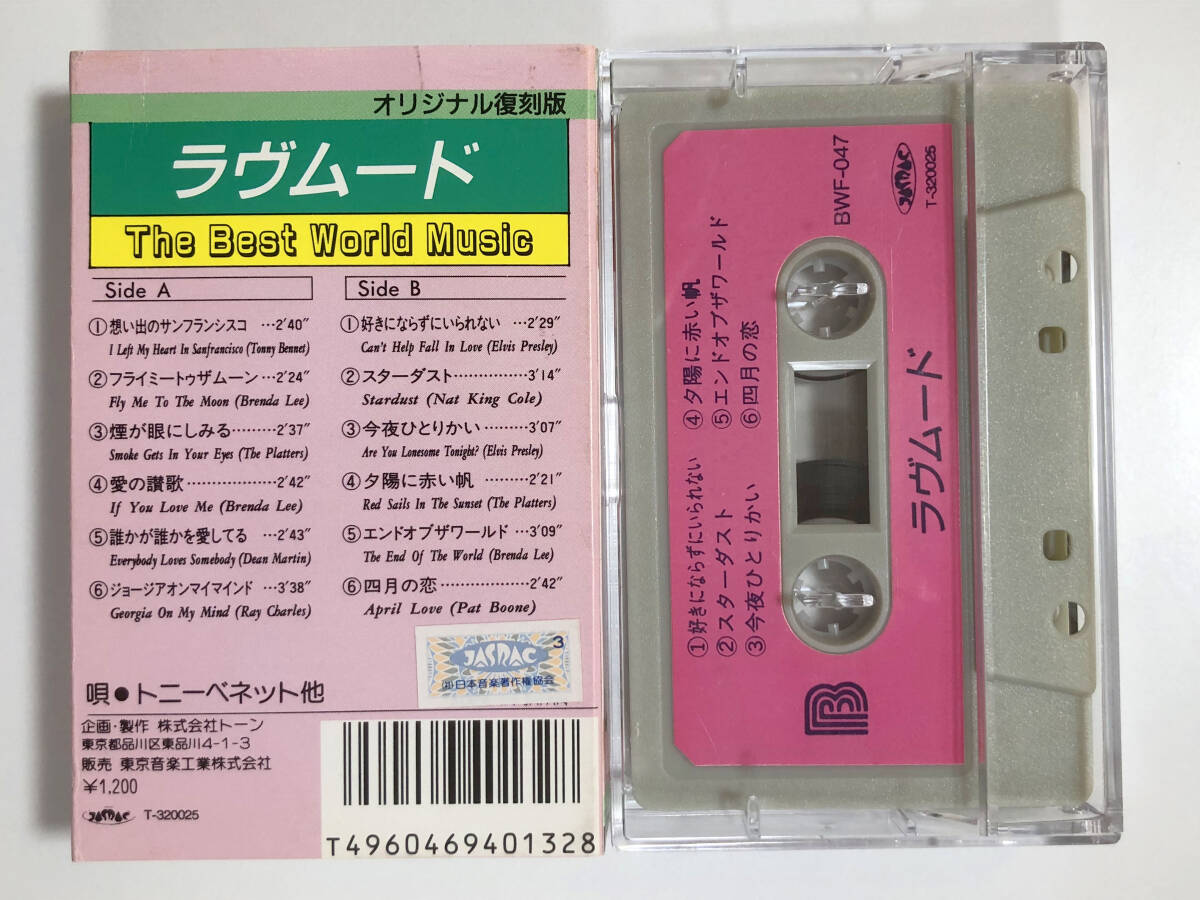 オリジナル復刻版
ラヴムード
The Best World Music
Side A
①想い出のサンフランシスコ …2′40″
I Left My Heart In Sanfrancisco (Tonny Bennet)
②フライミートゥザムーン…2′24″
Fly Me To The Moon (Brenda Lee)
③煙が眼にしみる………2′37″
Smoke Gets In Your Eyes (The Platters)
④愛の讃歌………………2′42″
If You Love Me (Brenda Lee)
⑤誰かが誰かを愛してる …2′43″
Everybody Loves Somebody (Dean Martin)
⑥ジョージアオンマイマインド…3′38″
Georgia On My Mind (Ray Charles)
Side B
①好きにならずにいられない …2′29″
Can't Help Fall In Love (Elvis Presley)
②スターダスト……………3′14″
Stardust (Nat King Cole)
③今夜ひとりかい………3′07″
Are You Lonesome Tonight? (Elvis Presley)
④夕陽に赤い帆 ………2′21″
Red Sails In The Sunset (The Platters)
⑤エンドオブザワールド…3′09″
The End Of The World (Brenda Lee)
⑥四月の恋………………2′42″
April Love (Pat Boone)
JASRAC
3
㈳日本音楽著作権協会
唄●トニーベネット他
企画・製作 株式会社トーン
東京都品川区東品川4-1-3
販売 東京音楽工業株式会社
¥1,200
JASRAC T-320025
T4960469401328
BWF-047
JASRAC
T-320025
①好きにならずにいられない
②スターダスト
③今夜ひとりかい
④夕陽に赤い帆
⑤エンドオブザワールド
⑥四月の恋
ラヴムード
B